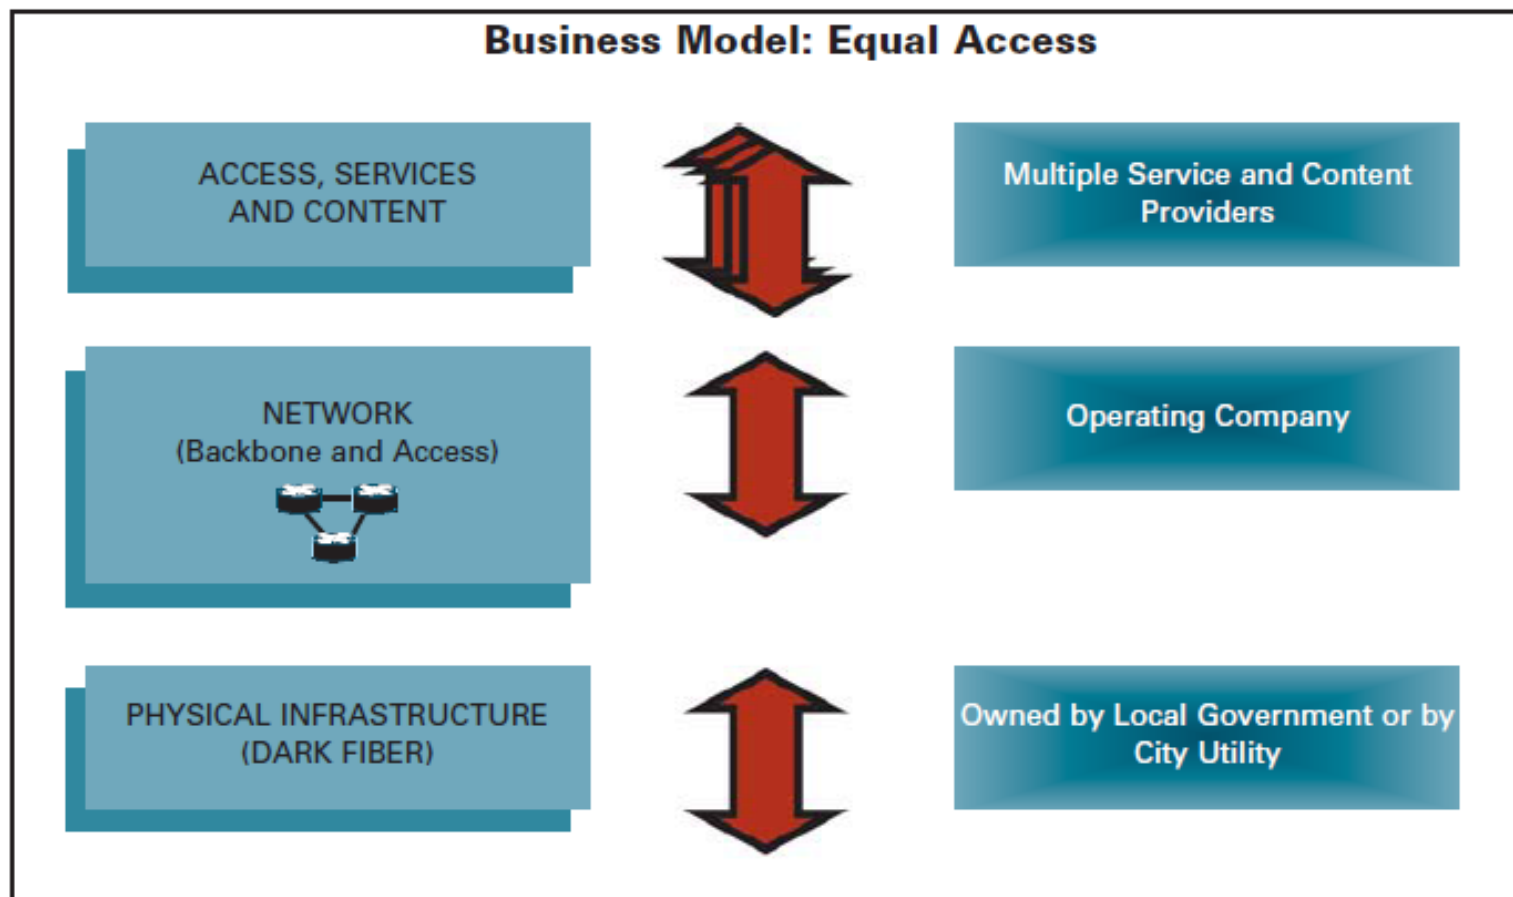 Business Model: Equal Access
ACCESS, SERVICES
AND CONTENT
Multiple Service and Content
Providers
NETWORK
(Backbone and Access)
Operating Company
PHYSICAL INFRASTRUCTURE
(DARK FIBER)
Owned by Local Government or by
City Utility